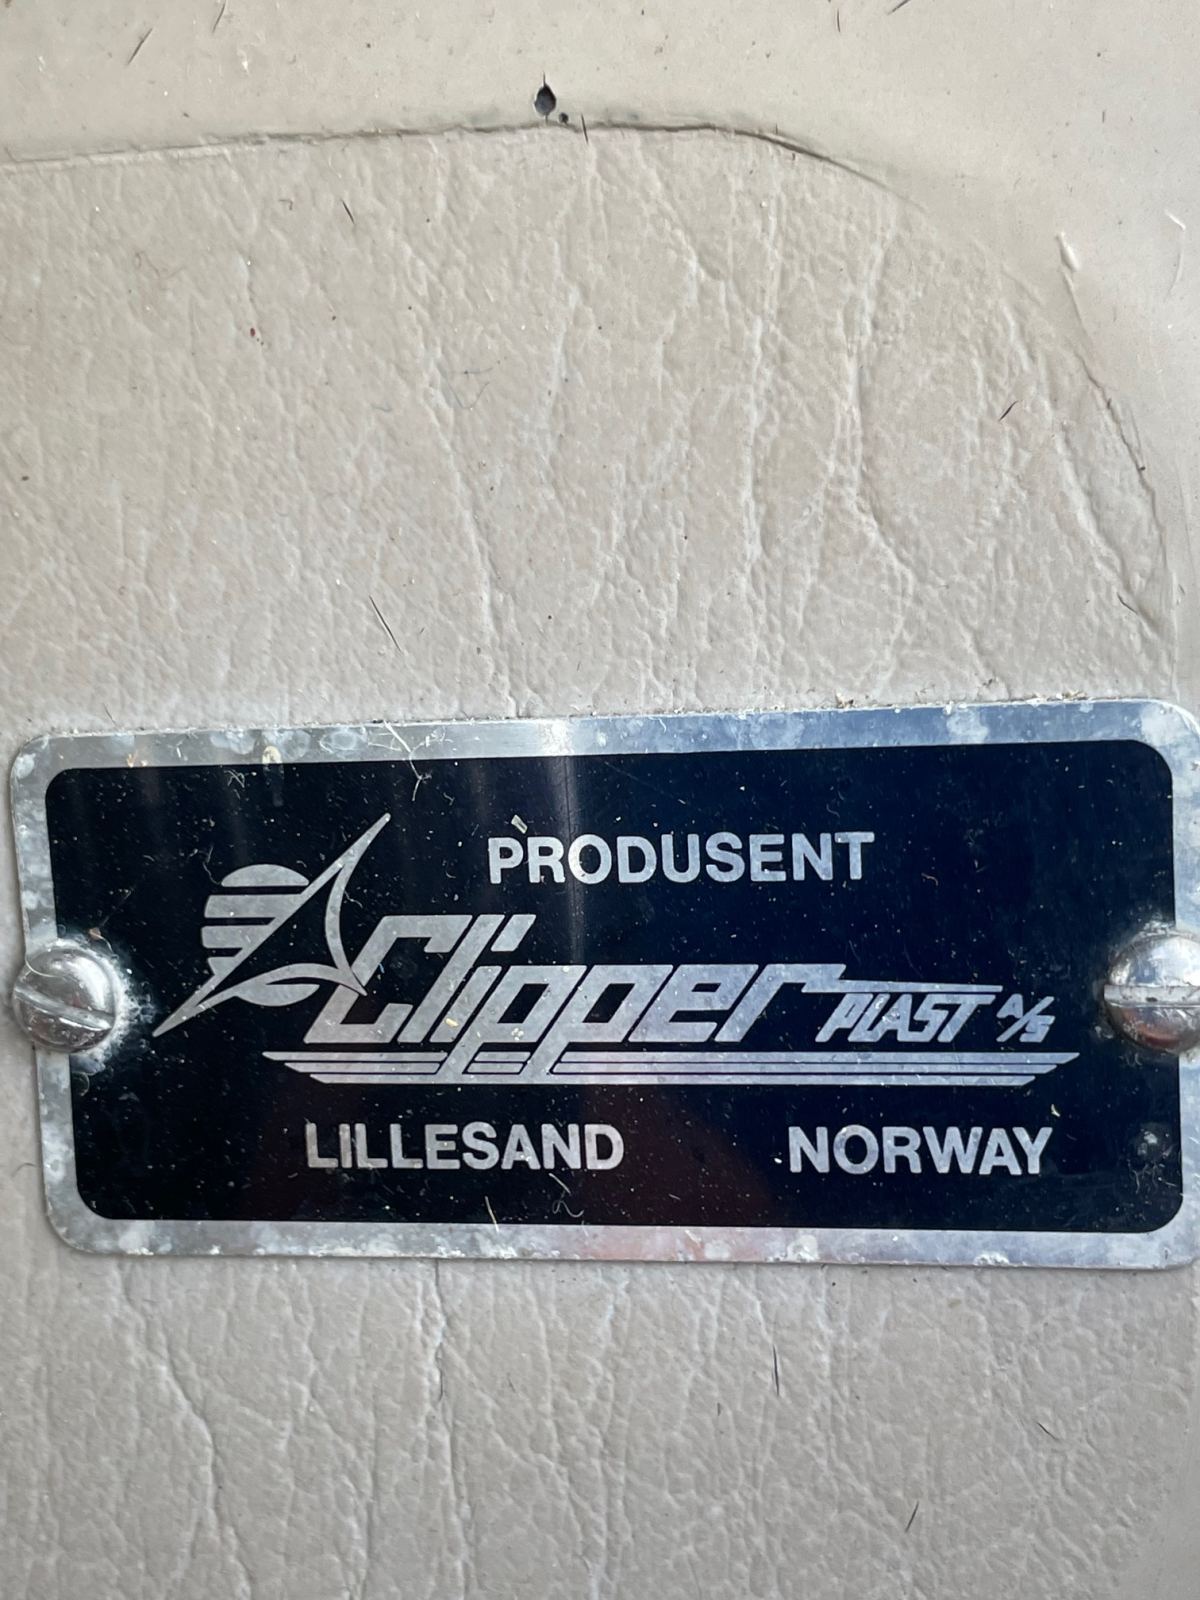 PRODUSENT
Clipper PLAST A/S
LILLESAND NORWAY